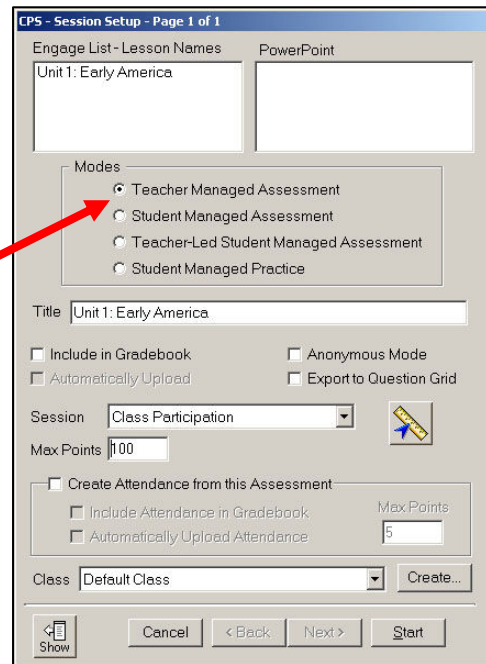 CPS - Session Setup - Page 1 of 1
Engage List - Lesson Names
PowerPoint
Unit 1: Early America
Modes
Teacher Managed Assessment
Student Managed Assessment
Teacher-Led Student Managed Assessment
Student Managed Practice
Title Unit 1: Early America
Include in Gradebook
Anonymous Mode
Automatically Upload
Export to Question Grid
Session Class Participation
Max Points 100
Create Attendance from this Assessment
Include Attendance in Gradebook
Max Points
Automatically Upload Attendance
5
Class Default Class Create...
Show
Cancel < Back Next > Start